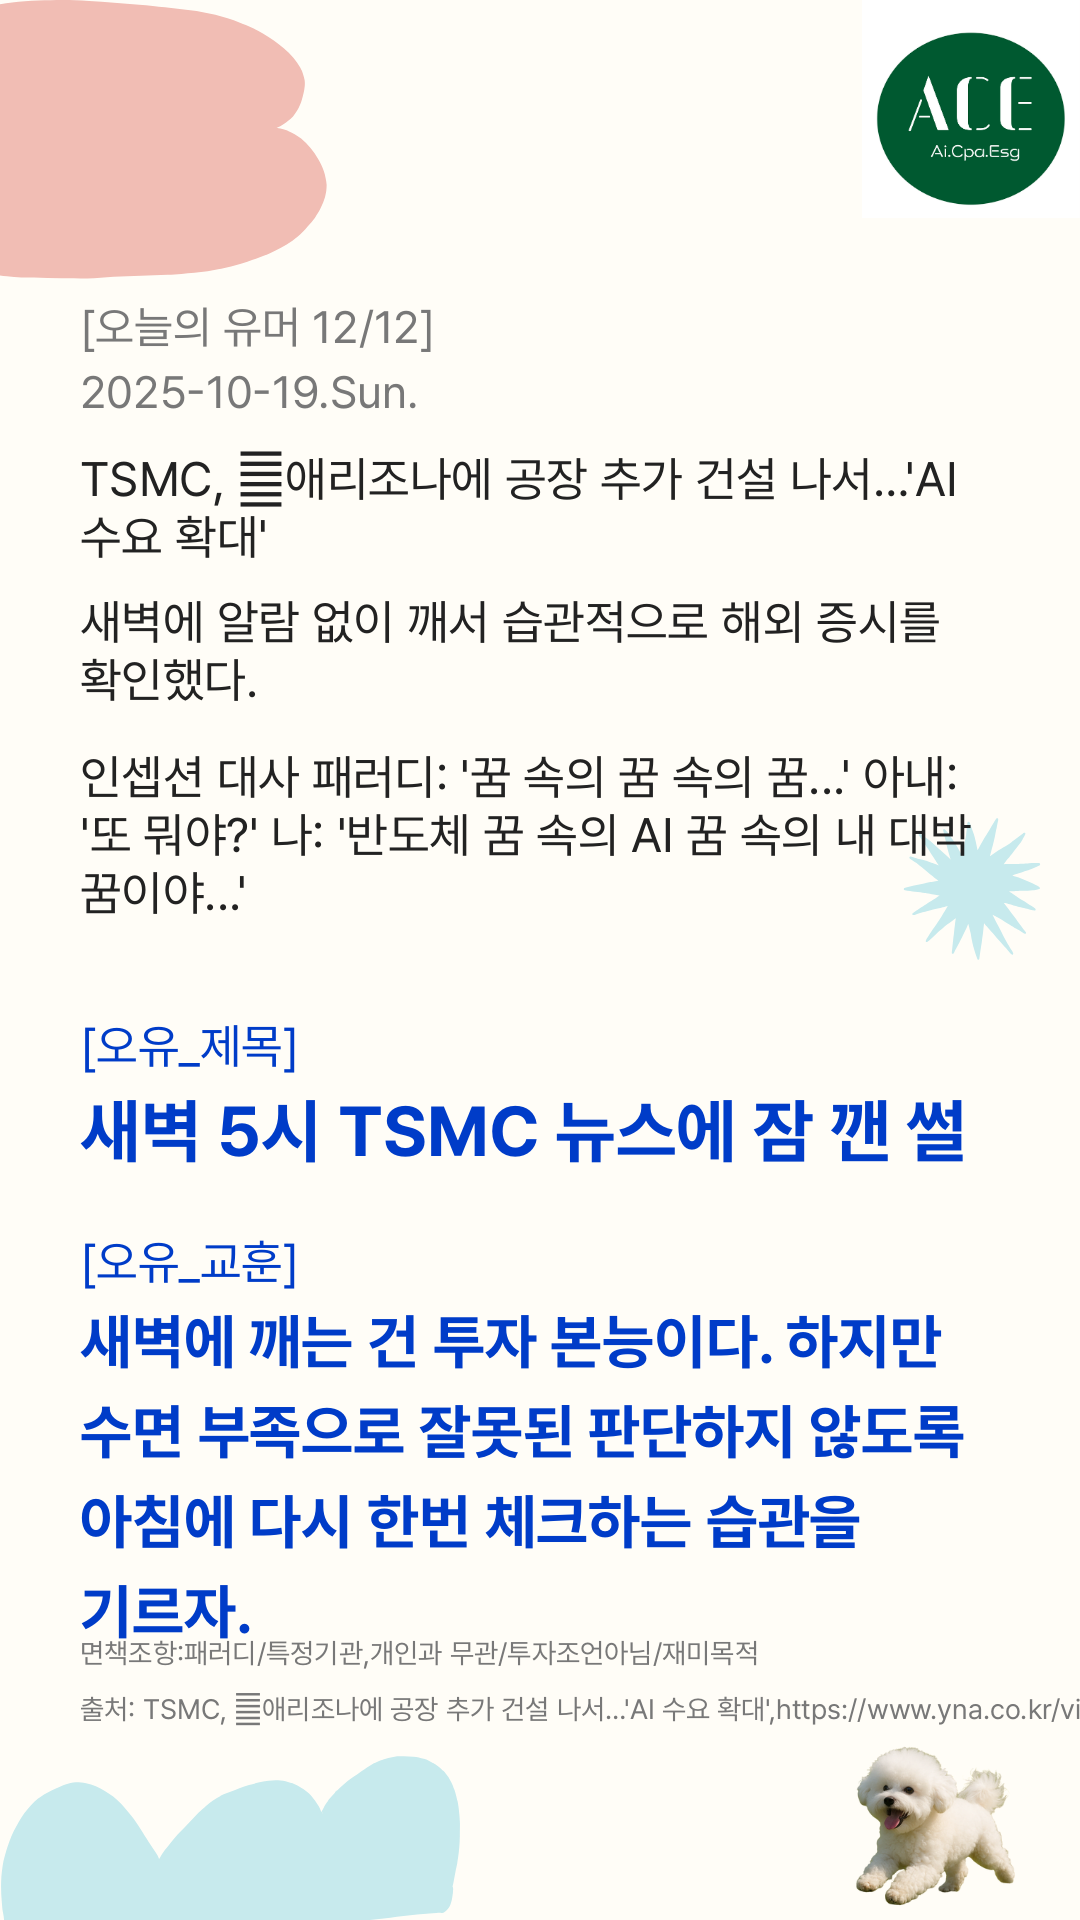 ACE
Ai.Cpa.Esg
[오늘의 유머 12/12]
2025-10-19.Sun.
TSMC, 애리조나에 공장 추가 건설 나서...'AI
수요 확대'
새벽에 알람 없이 깨서 습관적으로 해외 증시를
확인했다.
인셉션 대사 패러디: '꿈 속의 꿈 속의 꿈...' 아내:
'또 뭐야?' 나: '반도체 꿈 속의 AI 꿈 속의 내 대박
꿈이야...'
[오유_제목]
새벽 5시 TSMC 뉴스에 잠 깬 썰
[오유_교훈]
새벽에 깨는 건 투자 본능이다. 하지만
수면 부족으로 잘못된 판단하지 않도록
아침에 다시 한번 체크하는 습관을
기르자.
면책조항:패러디/특정기관,개인과 무관/투자조언아님/재미목적
출처: TSMC, 애리조나에 공장 추가 건설 나서...'AI 수요 확대',https://www.yna.co.kr/vi